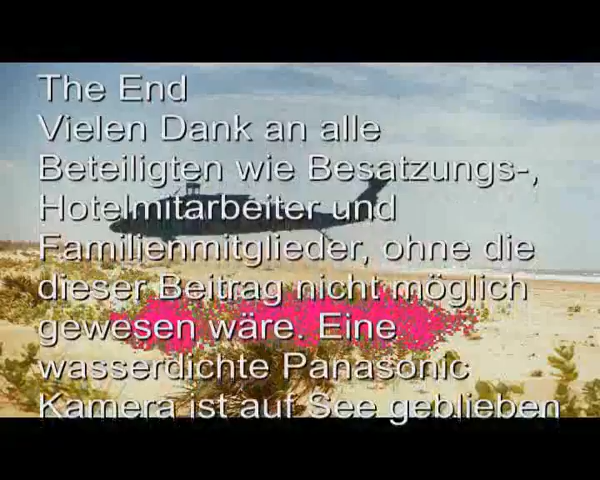 The End
Vielen Dank an alle
Beteiligten wie Besatzungs-,
Hotelmitarbeiter und
Familienmitglieder, ohne die
dieser Beitrag nicht möglich
gewesen wäre. Eine
wasserdichte Panasonic
Kamera ist auf See geblieben